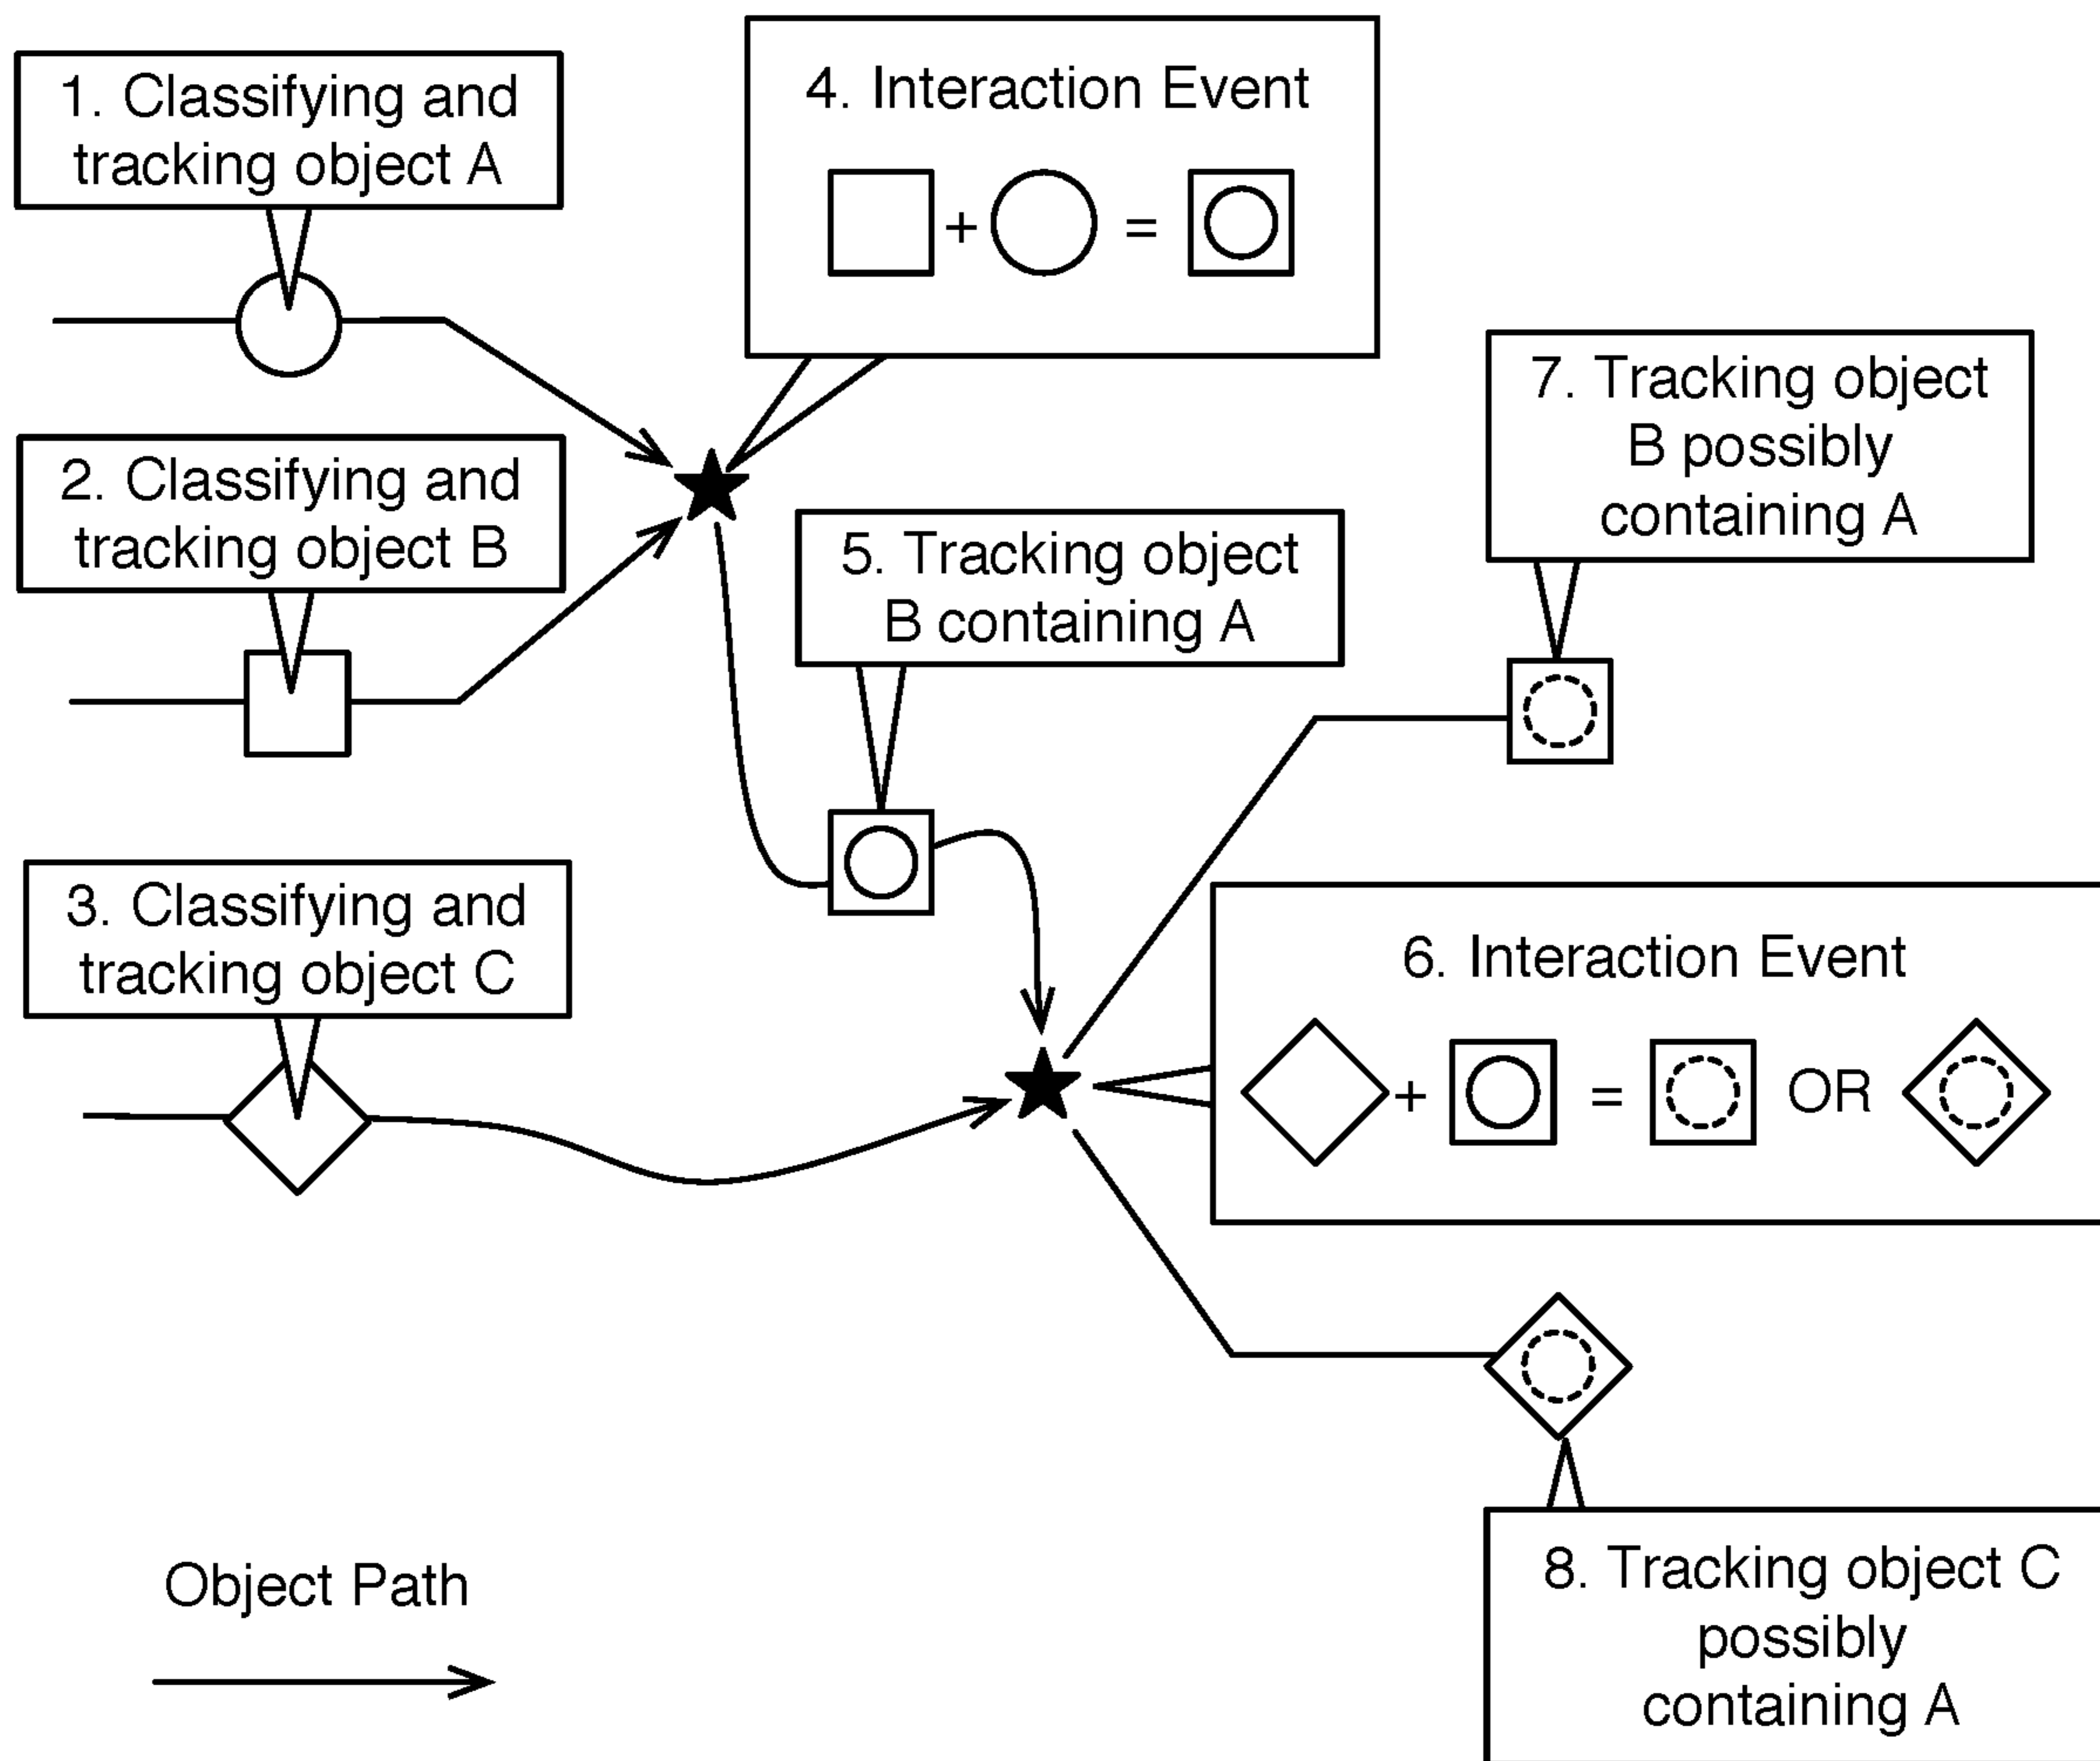 1. Classifying and
tracking object A
2. Classifying and
tracking object B
3. Classifying and
tracking object C
4. Interaction Event
+ =
5. Tracking object
B containing A
6. Interaction Event
+ = OR
7. Tracking object
B possibly
containing A
8. Tracking object C
possibly
containing A
Object Path